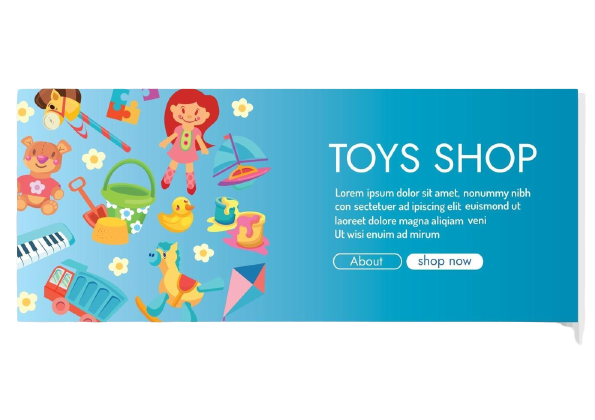 TOYS SHOP
Lorem ipsum dolor sit amet, nonummy nibh
con sectetuer ad ipiscing elit euismond ut
laoreet dolore magna aliqiam veni
Ut wisi enuim ad mirum
About shop now